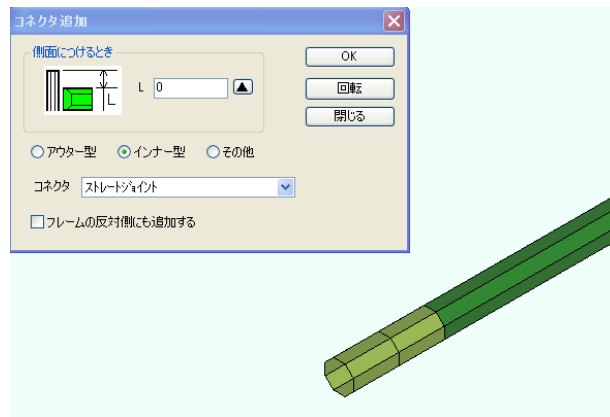 コネクタ追加
側面につけるとき
L
L 0
OK
回転
閉じる
アウター型 インナー型 その他
コネクタ ストレートジョイント
フレームの反対側にも追加する